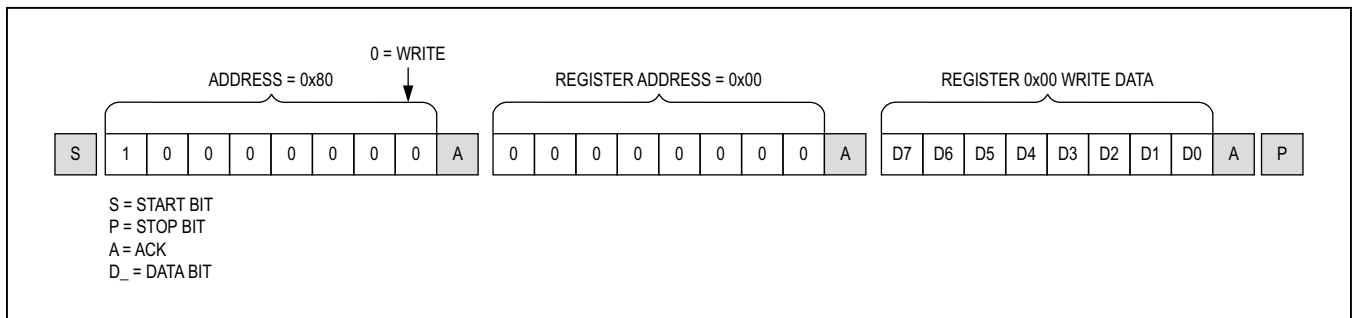 0 = WRITE
ADDRESS = 0x80
REGISTER ADDRESS = 0x00
REGISTER 0x00 WRITE DATA
S 1 0 0 0 0 0 0 0 A 0 0 0 0 0 0 0 0 A D7 D6 D5 D4 D3 D2 D1 D0 A P
S = START BIT
P = STOP BIT
A = ACK
D_ = DATA BIT